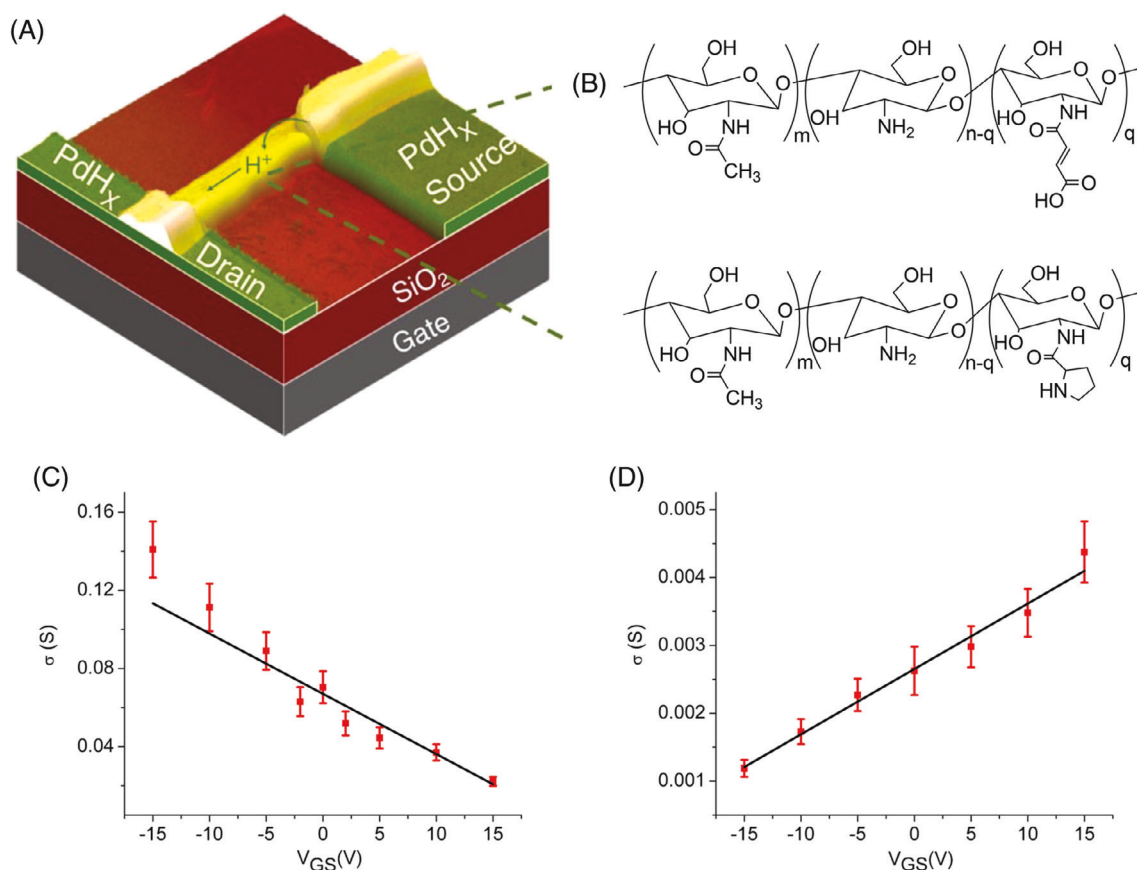 (A)
PdHx
Source
H+
PdHx
Drain
SiO2
Gate
(B)
OH
OH
OH
O
O
O
O
O
O
HO
NH
m
HO
NH2
n-q
HO
NH
q
O
CH3
O
HO
O
OH
OH
OH
O
O
O
O
O
O
HO
NH
m
HO
NH2
n-q
HO
NH
q
O
CH3
O
HN
(C)
0.16
0.12
0.08
0.04
σ (S)
-15 -10 -5 0 5 10 15
VGS(V)
(D)
0.005
0.004
0.003
0.002
0.001
σ (S)
-15 -10 -5 0 5 10 15
VGS(V)